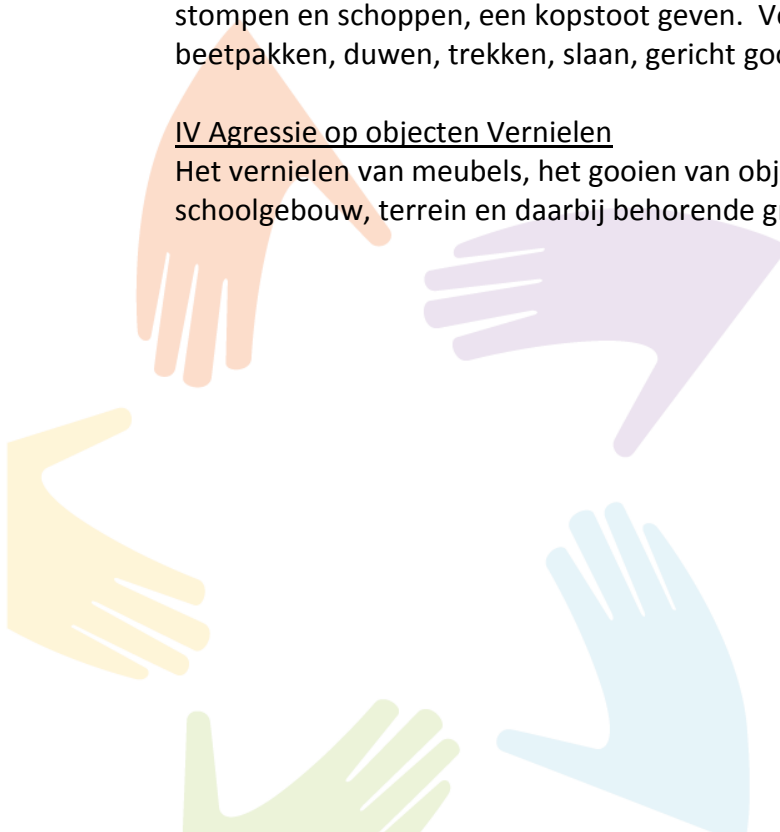 stompen en schoppen, een kopstoot geven.  
beetpakken, duwen, trekken, slaan, gericht
IV Agressie op objecten Vernielen
Het vernielen van meubels, het gooien van
schoolgebouw, terrein en daarbij behorende